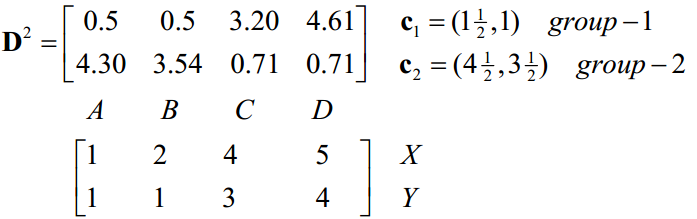 D² = [0.5 0.5 3.20 4.61] c₁ = (1½,1) group−1
[4.30 3.54 0.71 0.71] c₂ = (4½,3½) group−2
A B C D
[1 2 4 5] X
[1 1 3 4] Y